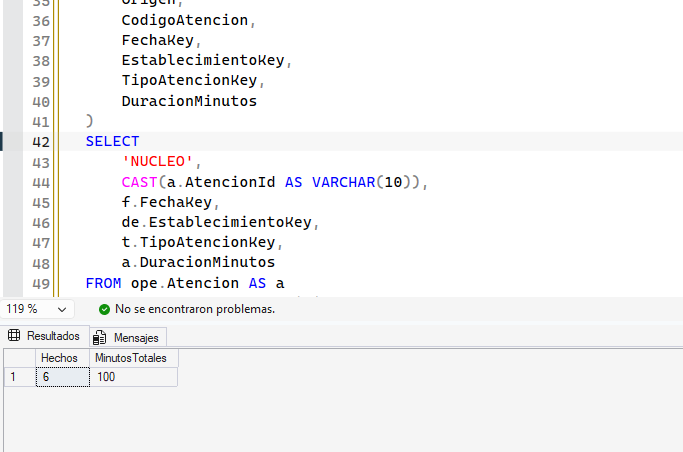 35 Origen,
36 CodigoAtencion,
37 FechaKey,
38 EstablecimientoKey,
39 TipoAtencionKey,
40 DuracionMinutos
41 )
42 SELECT
43 'NUCLEO',
44 CAST(a.AtencionId AS VARCHAR(10)),
45 f.FechaKey,
46 de.EstablecimientoKey,
47 t.TipoAtencionKey,
48 a.DuracionMinutos
49 FROM ope.Atencion AS a
119 % No se encontraron problemas.
Resultados Mensajes
Hechos MinutosTotales
1 6 100